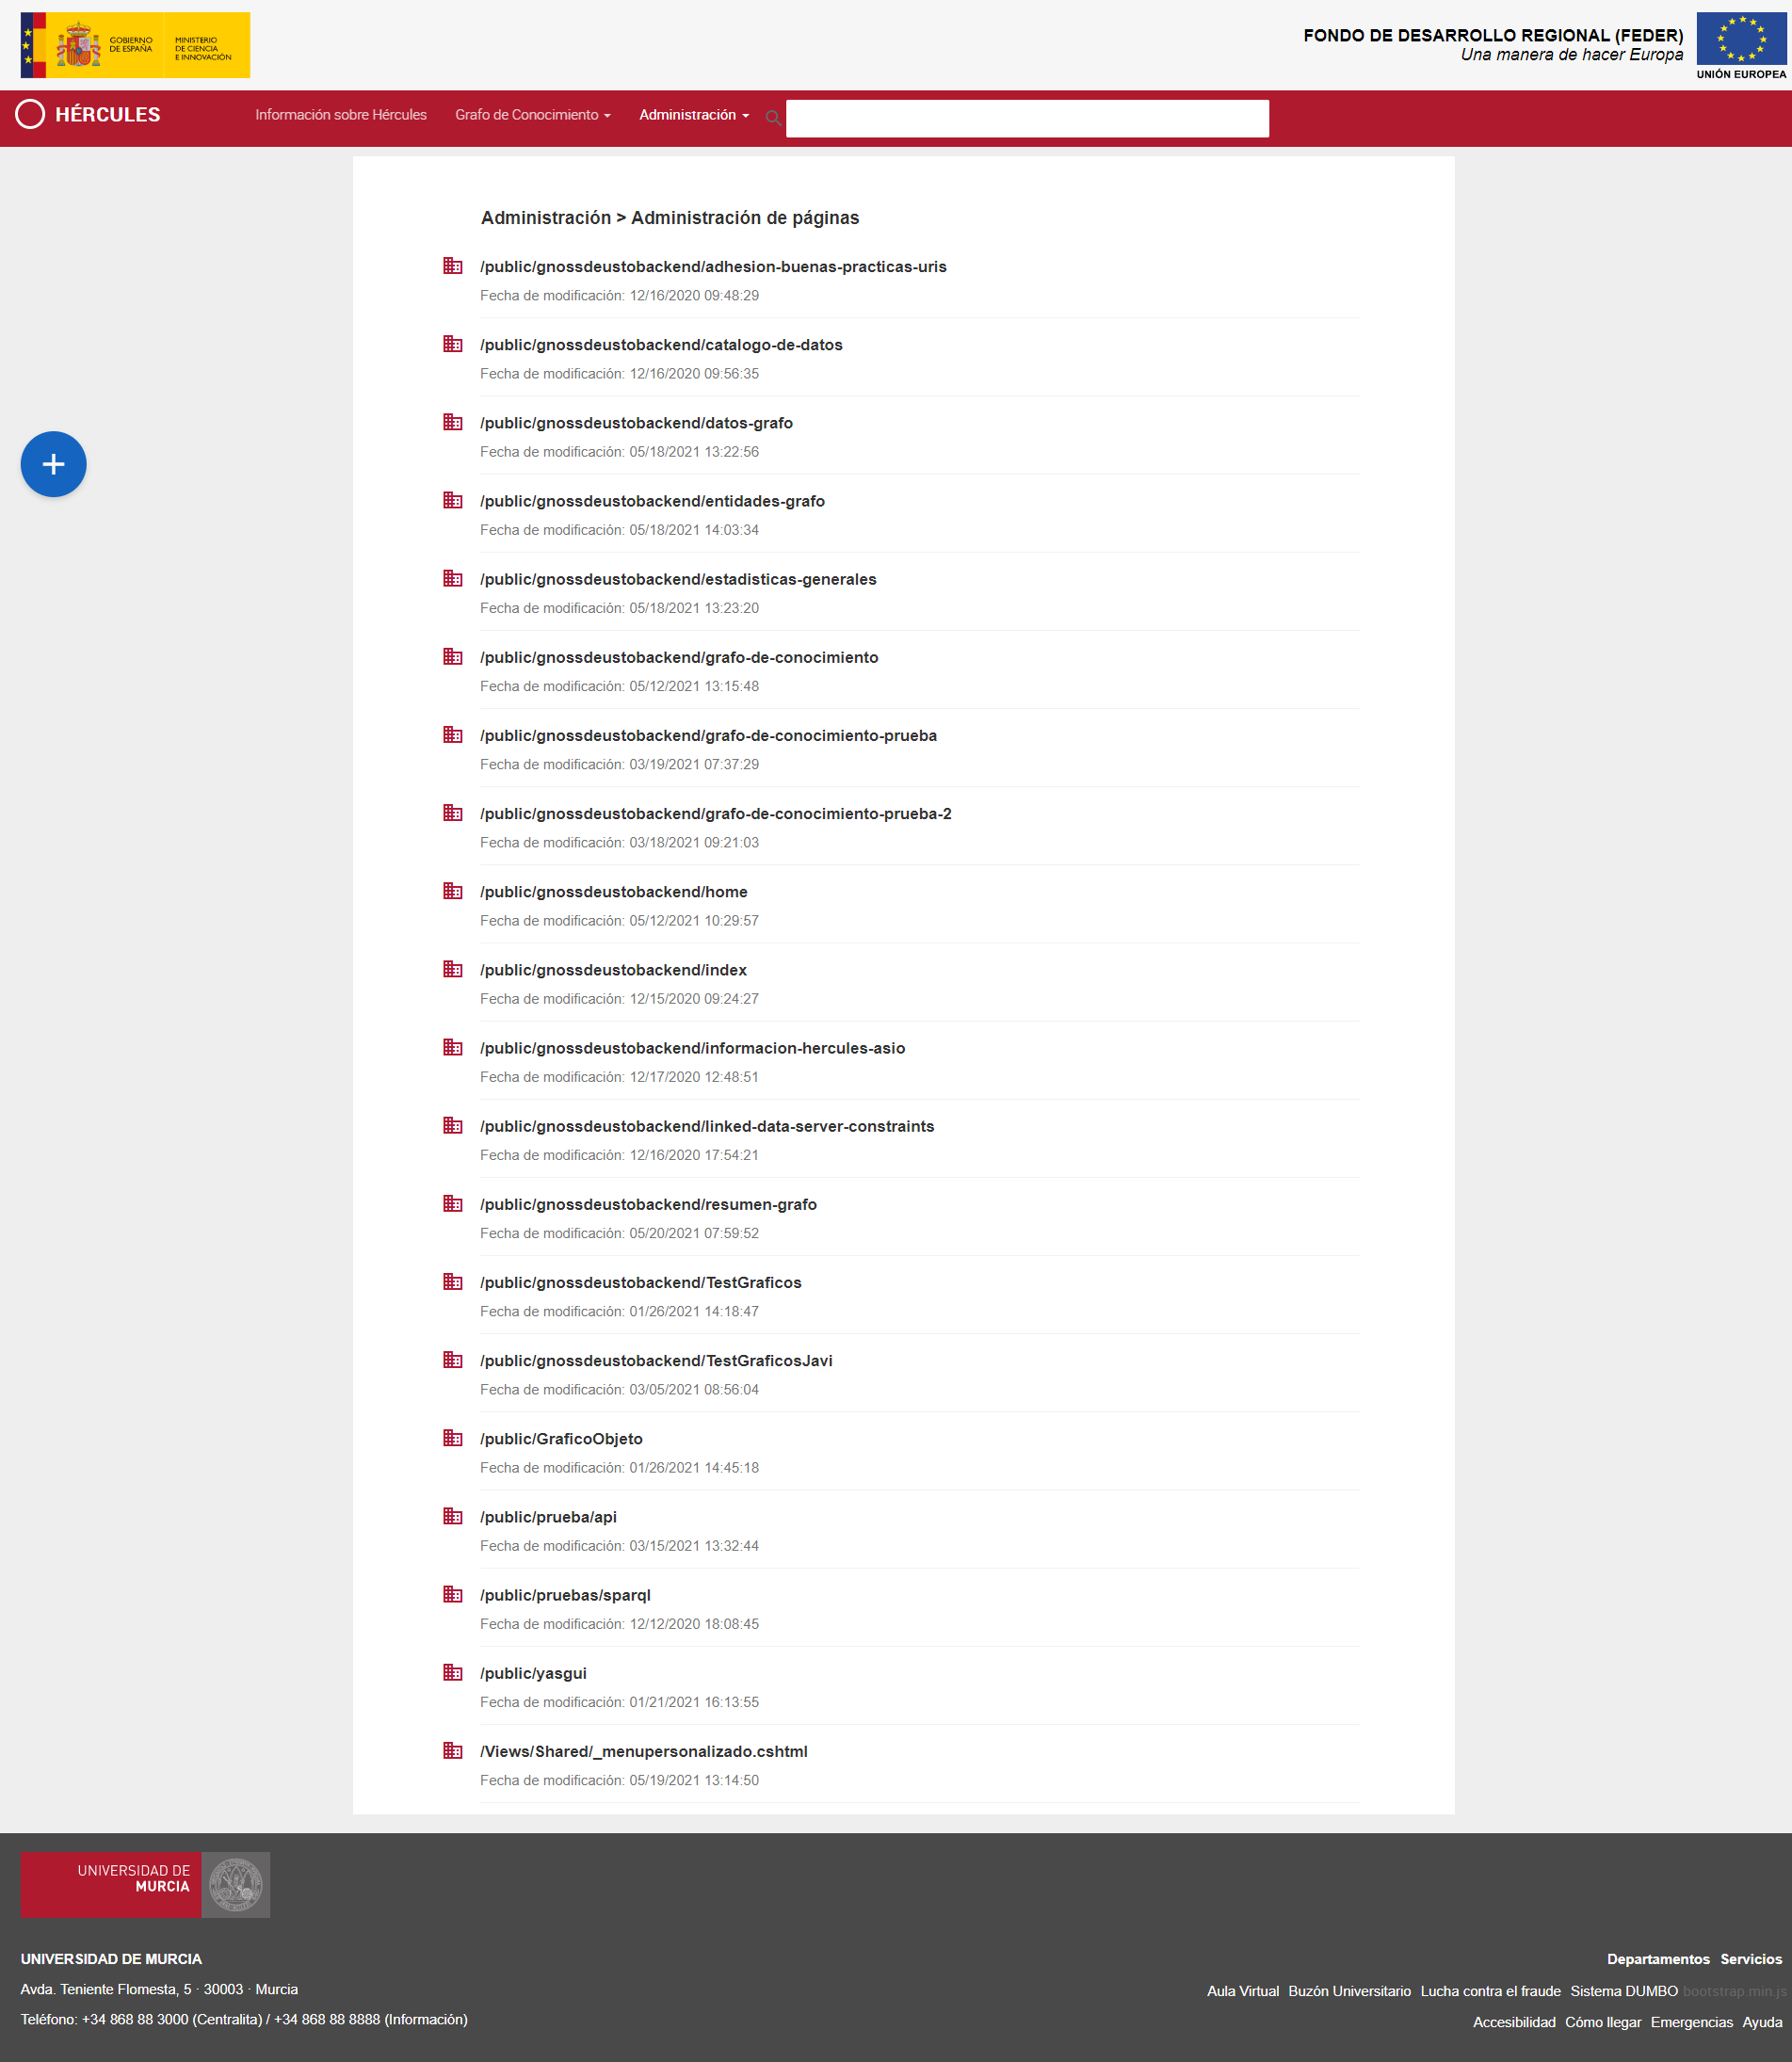 GOBIERNO
DE ESPAÑA
MINISTERIO
DE CIENCIA
E INNOVACIÓN
FONDO DE DESARROLLO REGIONAL (FEDER)
Una manera de hacer Europa
UNIÓN EUROPEA
HÉRCULES
Información sobre Hércules
Grafo de Conocimiento
Administración
Administración > Administración de páginas
/public/gnossdeustobackend/adhesion-buenas-practicas-uris
Fecha de modificación: 12/16/2020 09:48:29
/public/gnossdeustobackend/catalogo-de-datos
Fecha de modificación: 12/16/2020 09:56:35
/public/gnossdeustobackend/datos-grafo
Fecha de modificación: 05/18/2021 13:22:56
/public/gnossdeustobackend/entidades-grafo
Fecha de modificación: 05/18/2021 14:03:34
/public/gnossdeustobackend/estadisticas-generales
Fecha de modificación: 05/18/2021 13:23:20
/public/gnossdeustobackend/grafo-de-conocimiento
Fecha de modificación: 05/12/2021 13:15:48
/public/gnossdeustobackend/grafo-de-conocimiento-prueba
Fecha de modificación: 03/19/2021 07:37:29
/public/gnossdeustobackend/grafo-de-conocimiento-prueba-2
Fecha de modificación: 03/18/2021 09:21:03
/public/gnossdeustobackend/home
Fecha de modificación: 05/12/2021 10:29:57
/public/gnossdeustobackend/index
Fecha de modificación: 12/15/2020 09:24:27
/public/gnossdeustobackend/informacion-hercules-asio
Fecha de modificación: 12/17/2020 12:48:51
/public/gnossdeustobackend/linked-data-server-constraints
Fecha de modificación: 12/16/2020 17:54:21
/public/gnossdeustobackend/resumen-grafo
Fecha de modificación: 05/20/2021 07:59:52
/public/gnossdeustobackend/TestGraficos
Fecha de modificación: 01/26/2021 14:18:47
/public/gnossdeustobackend/TestGraficosJavi
Fecha de modificación: 03/05/2021 08:56:04
/public/GraficoObjeto
Fecha de modificación: 01/26/2021 14:45:18
/public/prueba/api
Fecha de modificación: 03/15/2021 13:32:44
/public/pruebas/sparql
Fecha de modificación: 12/12/2020 18:08:45
/public/yasgui
Fecha de modificación: 01/21/2021 16:13:55
/Views/Shared/_menupersonalizado.cshtml
Fecha de modificación: 05/19/2021 13:14:50
UNIVERSIDAD DE
MURCIA
UNIVERSIDAD DE MURCIA
Avda. Teniente Flomesta, 5 · 30003 · Murcia
Teléfono: +34 868 88 3000 (Centralita) / +34 868 88 8888 (Información)
Departamentos Servicios
Aula Virtual Buzón Universitario Lucha contra el fraude Sistema DUMBO bootstrap.min.js
Accesibilidad Cómo llegar Emergencias Ayuda